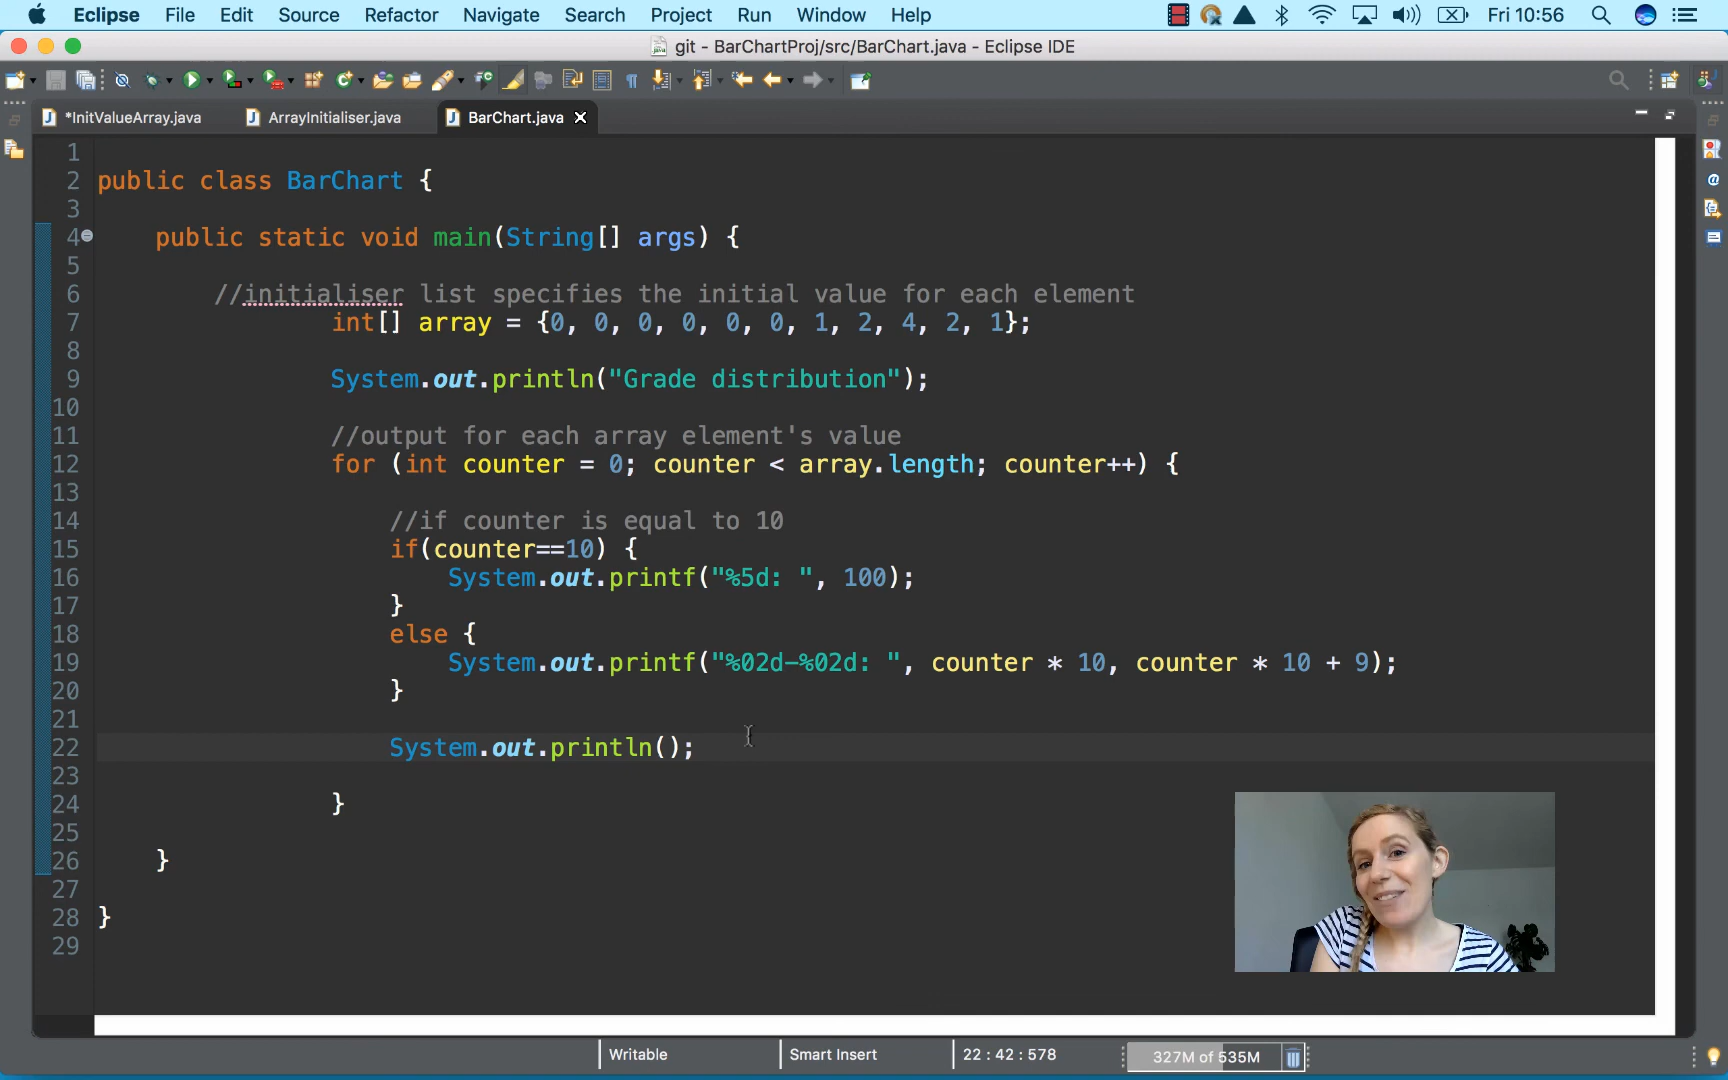 Eclipse File Edit Source Refactor Navigate Search Project Run Window Help Fri 10:56
git - BarChartProj/src/BarChart.java - Eclipse IDE
*InitValueArray.java ArrayInitialiser.java BarChart.java
1
2 public class BarChart {
3
4 public static void main(String[] args) {
5
6 //initialiser list specifies the initial value for each element
7 int[] array = {0, 0, 0, 0, 0, 0, 1, 2, 4, 2, 1};
8
9 System.out.println("Grade distribution");
10
11 //output for each array element's value
12 for (int counter = 0; counter < array.length; counter++) {
13
14 //if counter is equal to 10
15 if(counter==10) {
16 System.out.printf("%5d: ", 100);
17 }
18 else {
19 System.out.printf("%02d-%02d: ", counter * 10, counter * 10 + 9);
20 }
21
22 System.out.println();
23
24 }
25
26 }
27
28 }
29
Writable Smart Insert 22 : 42 : 578 327M of 535M